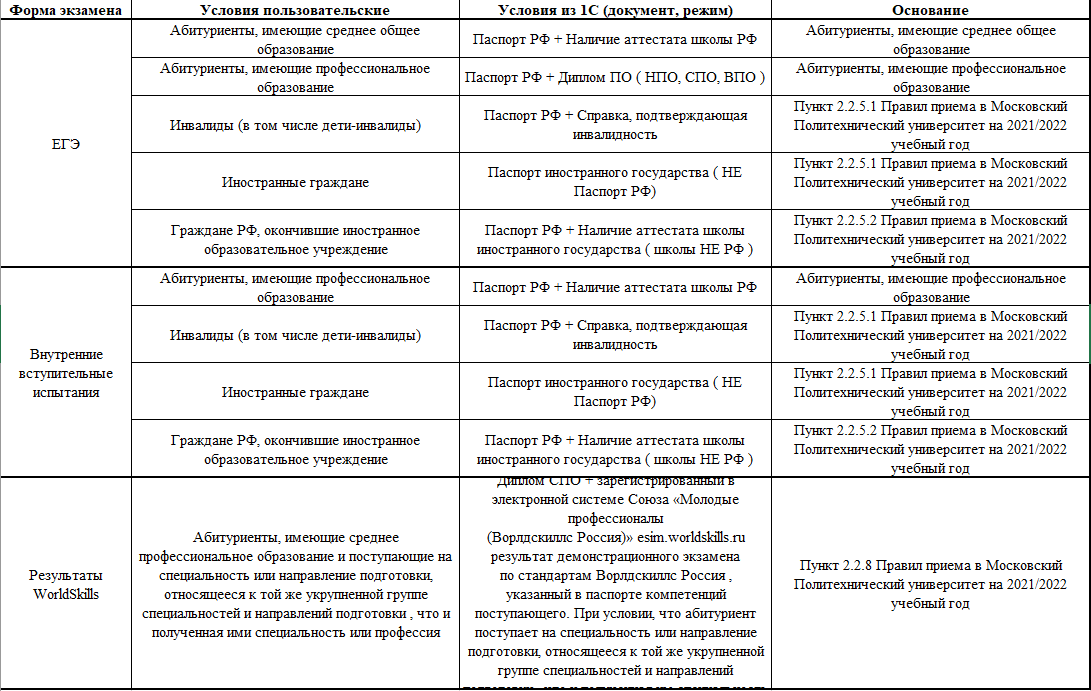 Форма экзамена
Условия пользовательские
Условия из 1С (документ, режим)
Основание
ЕГЭ
Абитуриенты, имеющие среднее общее
образование
Паспорт РФ + Наличие аттестата школы РФ
Абитуриенты, имеющие среднее общее
образование
Абитуриенты, имеющие профессиональное
образование
Паспорт РФ + Диплом ПО ( НПО, СПО, ВПО )
Абитуриенты, имеющие профессиональное
образование
Инвалиды (в том числе дети-инвалиды)
Паспорт РФ + Справка, подтверждающая
инвалидность
Пункт 2.2.5.1 Правил приема в Московский
Политехнический университет на 2021/2022
учебный год
Иностранные граждане
Паспорт иностранного государства ( НЕ
Паспорт РФ)
Пункт 2.2.5.1 Правил приема в Московский
Политехнический университет на 2021/2022
учебный год
Граждане РФ, окончившие иностранное
образовательное учреждение
Паспорт РФ + Наличие аттестата школы
иностранного государства ( школы НЕ РФ )
Пункт 2.2.5.2 Правил приема в Московский
Политехнический университет на 2021/2022
учебный год
Внутренние
вступительные
испытания
Абитуриенты, имеющие профессиональное
образование
Паспорт РФ + Наличие аттестата школы РФ
Абитуриенты, имеющие профессиональное
образование
Инвалиды (в том числе дети-инвалиды)
Паспорт РФ + Справка, подтверждающая
инвалидность
Пункт 2.2.5.1 Правил приема в Московский
Политехнический университет на 2021/2022
учебный год
Иностранные граждане
Паспорт иностранного государства ( НЕ
Паспорт РФ)
Пункт 2.2.5.1 Правил приема в Московский
Политехнический университет на 2021/2022
учебный год
Граждане РФ, окончившие иностранное
образовательное учреждение
Паспорт РФ + Наличие аттестата школы
иностранного государства ( школы НЕ РФ )
Пункт 2.2.5.2 Правил приема в Московский
Политехнический университет на 2021/2022
учебный год
Результаты
WorldSkills
Абитуриенты, имеющие среднее
профессиональное образование и поступающие на
специальность или направление подготовки,
относящееся к той же укрупненной группе
специальностей и направлений подготовки , что и
полученная ими специальность или профессия
Диплом СПО + зарегистрированный в
электронной системе Союза «Молодые
профессионалы
(Ворлдскиллс Россия)» esim.worldskills.ru
результат демонстрационного экзамена
по стандартам Ворлдскиллс Россия ,
указанный в паспорте компетенций
поступающего. При условии, что абитуриент
поступает на специальность или направление
подготовки, относящееся к той же укрупненной
группе специальностей и направлений
Пункт 2.2.8 Правил приема в Московский
Политехнический университет на 2021/2022
учебный год